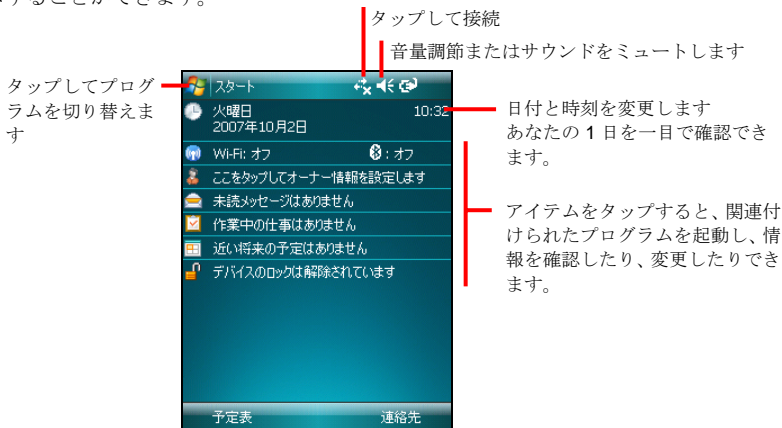 することができます。
タップして接続
音量調節またはサウンドをミュートします
タップしてプログ
ラムを切り替えま
す
スタート
火曜日
10:32
2007年10月2日
Wi-Fi: オフ
: オフ
ここをタップしてオーナー情報を設定します
未読メッセージはありません
作業中の仕事はありません
近い将来の予定はありません
デバイスのロックは解除されています
予定表
連絡先
日付と時刻を変更します
あなたの 1 日を一目で確認でき
ます。
アイテムをタップすると、関連付
けられたプログラムを起動し、情
報を確認したり、変更したりでき
ます。